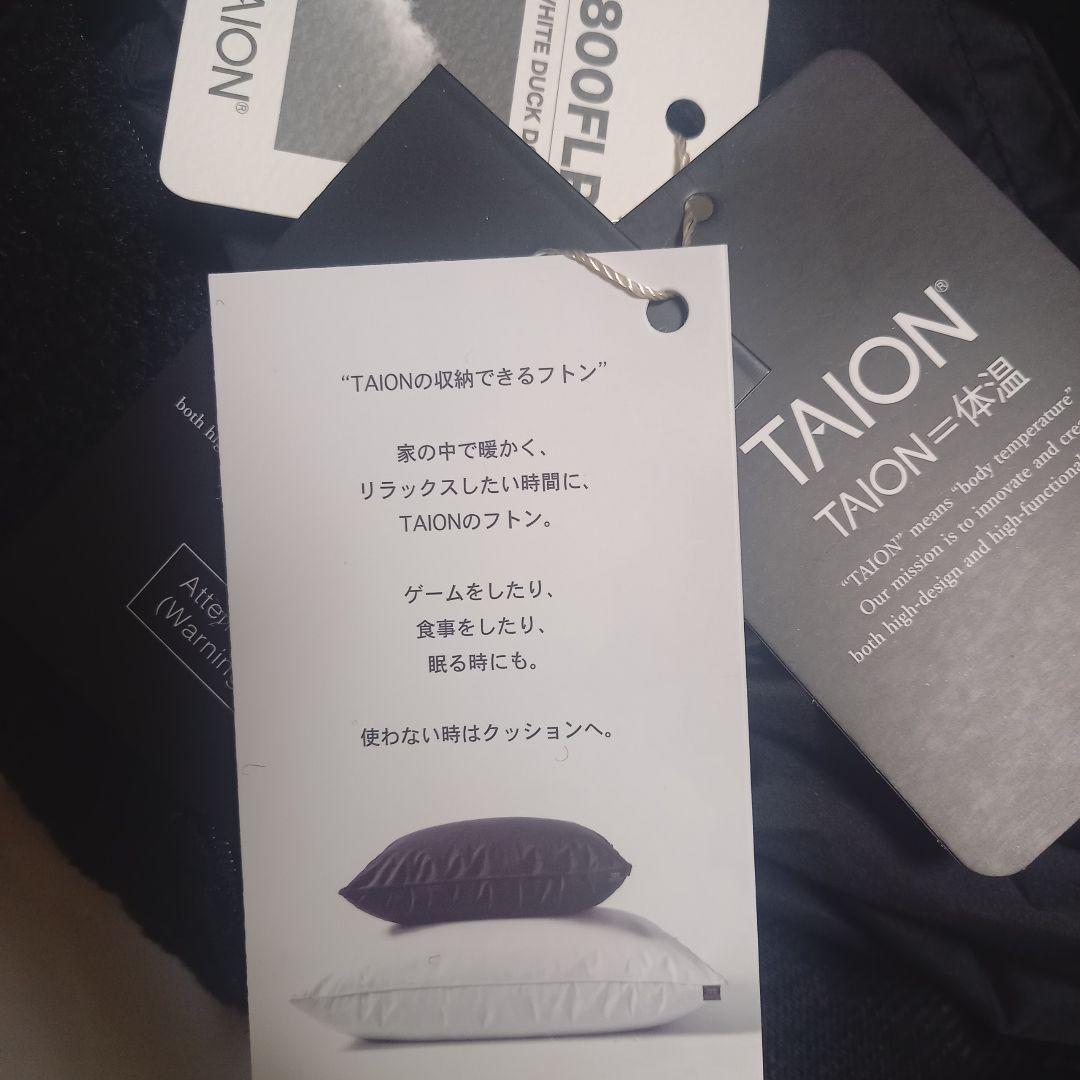 TAION®
WHITE DUCK
800FLP
"TAIONの収納できるフトン"
家の中で暖かく、
リラックスしたい時間に、
TAIONのフトン。
ゲームをしたり、
食事をしたり、
眠る時にも。
使わない時はクッションへ。
TAION®
TAION=体温
"TAION" means "body temperature"
Our mission is to innovate and
both high-design and high-functional
both
(Warning